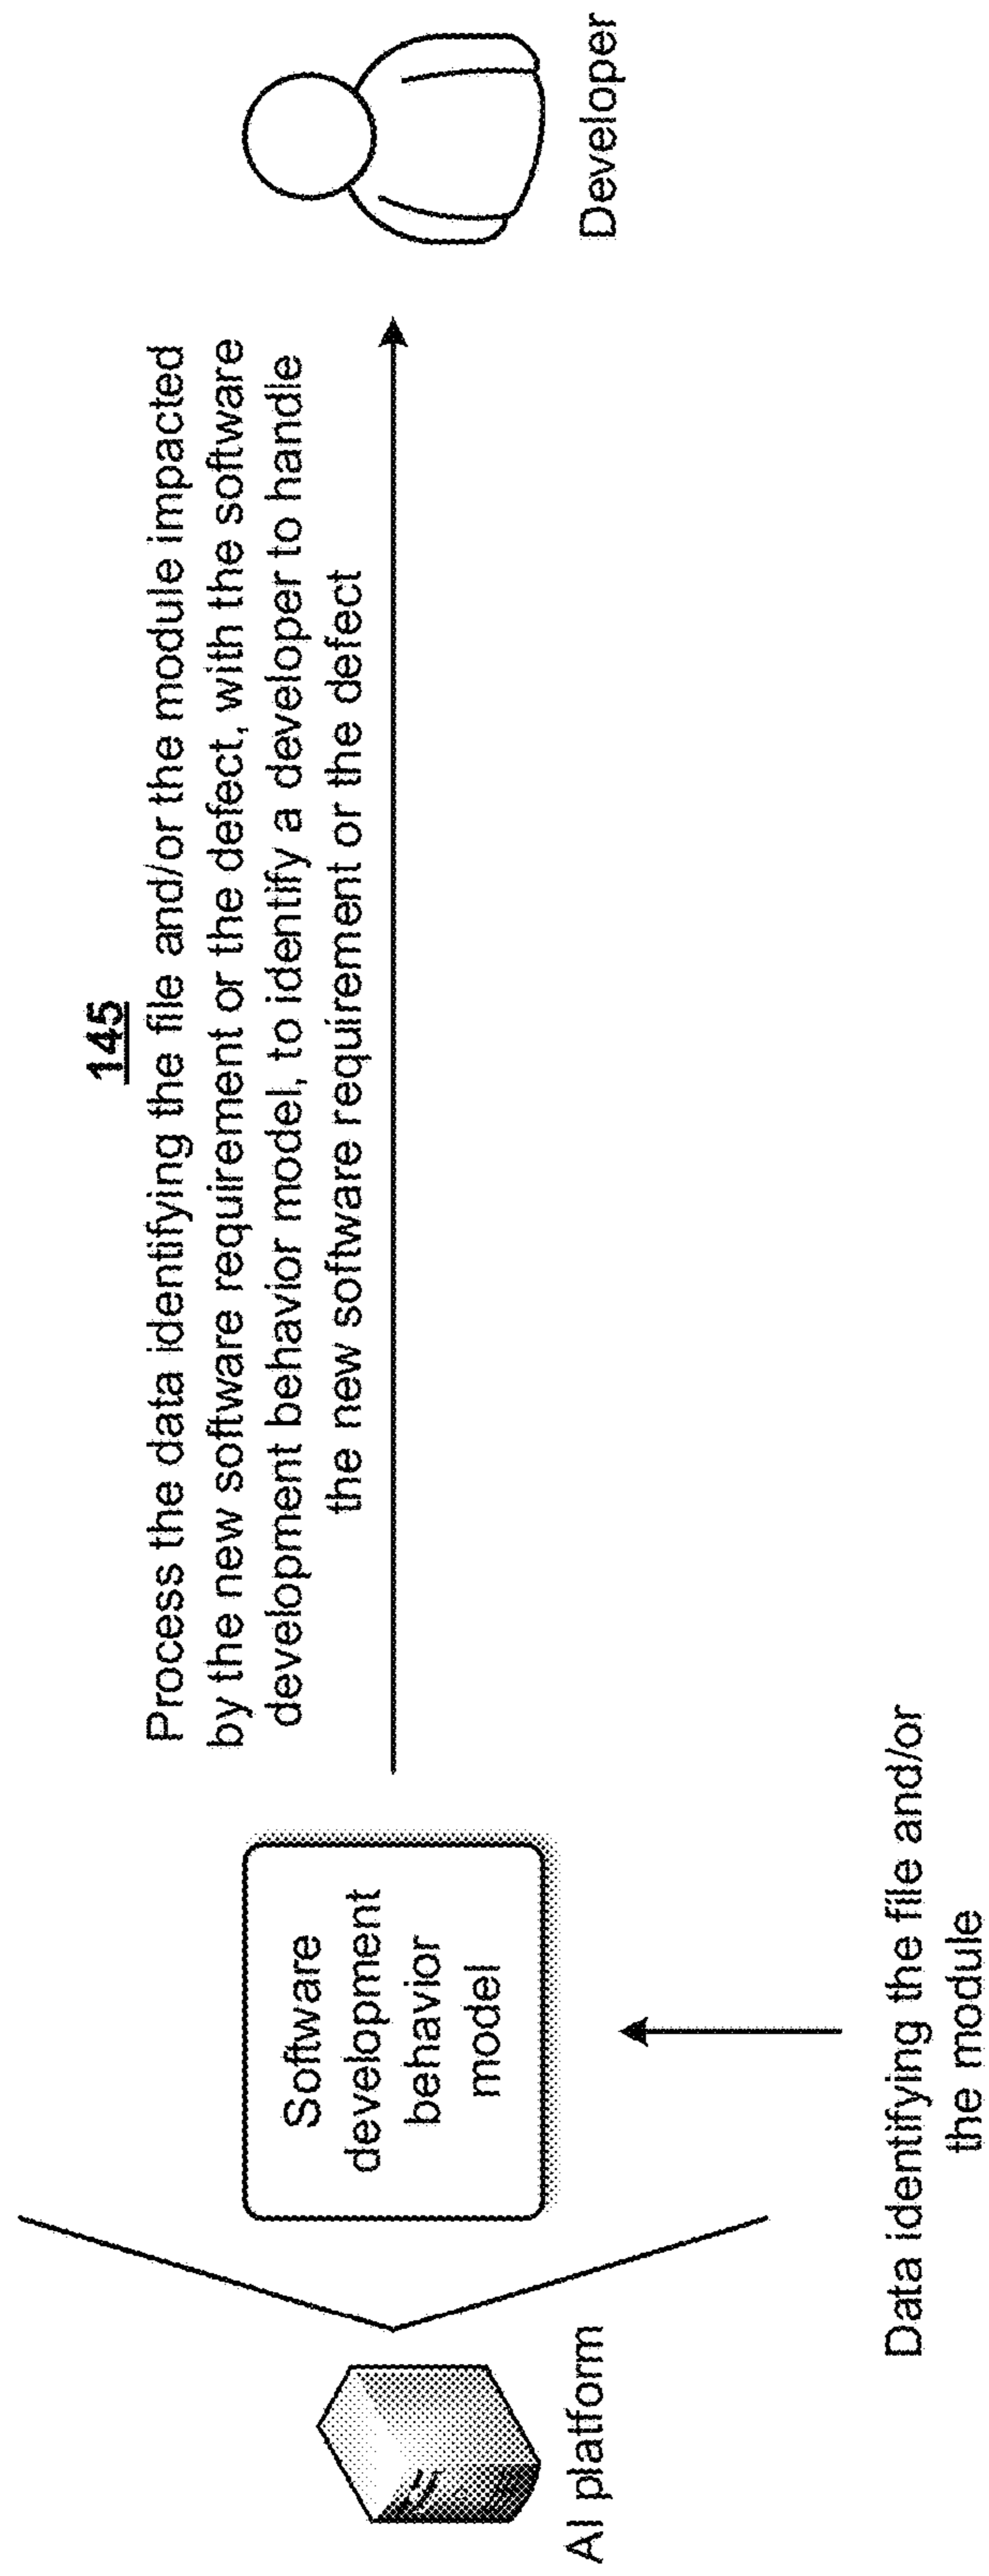 145
Process the data identifying the file and/or the module impacted
by the new software requirement or the defect, with the software
development behavior model, to identify a developer to handle
the new software requirement or the defect
Software
development
behavior
model
AI platform
Developer
Data identifying the file and/or
the module